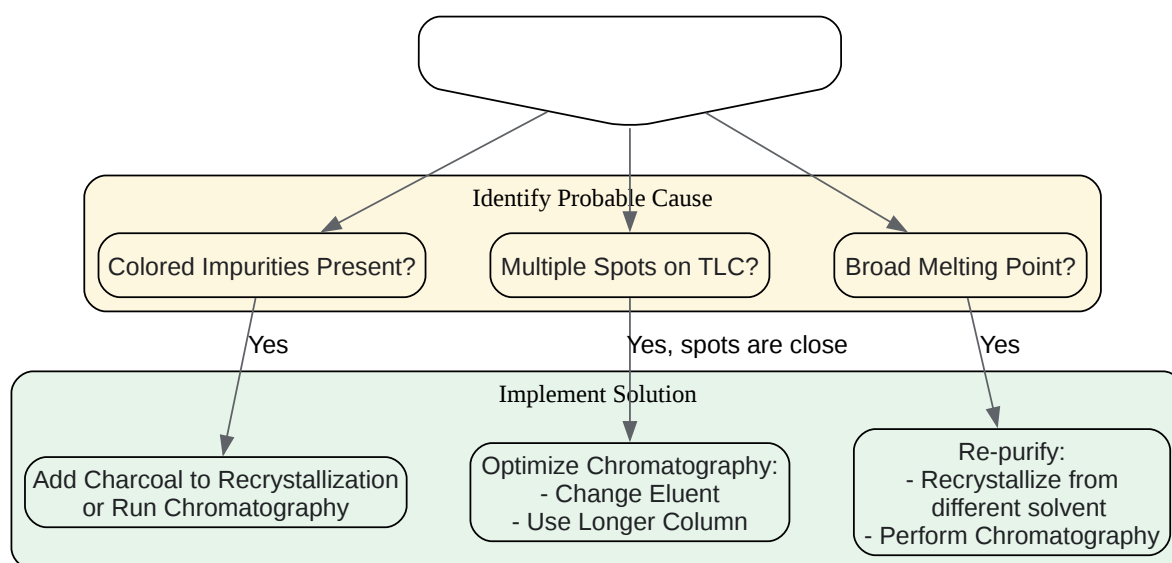 Identify Probable Cause
Colored Impurities Present?
Multiple Spots on TLC?
Broad Melting Point?
Yes
Yes, spots are close
Yes
Implement Solution
Add Charcoal to Recrystallization
or Run Chromatography
Optimize Chromatography:
- Change Eluent
- Use Longer Column
Re-purify:
- Recrystallize from
different solvent
- Perform Chromatography